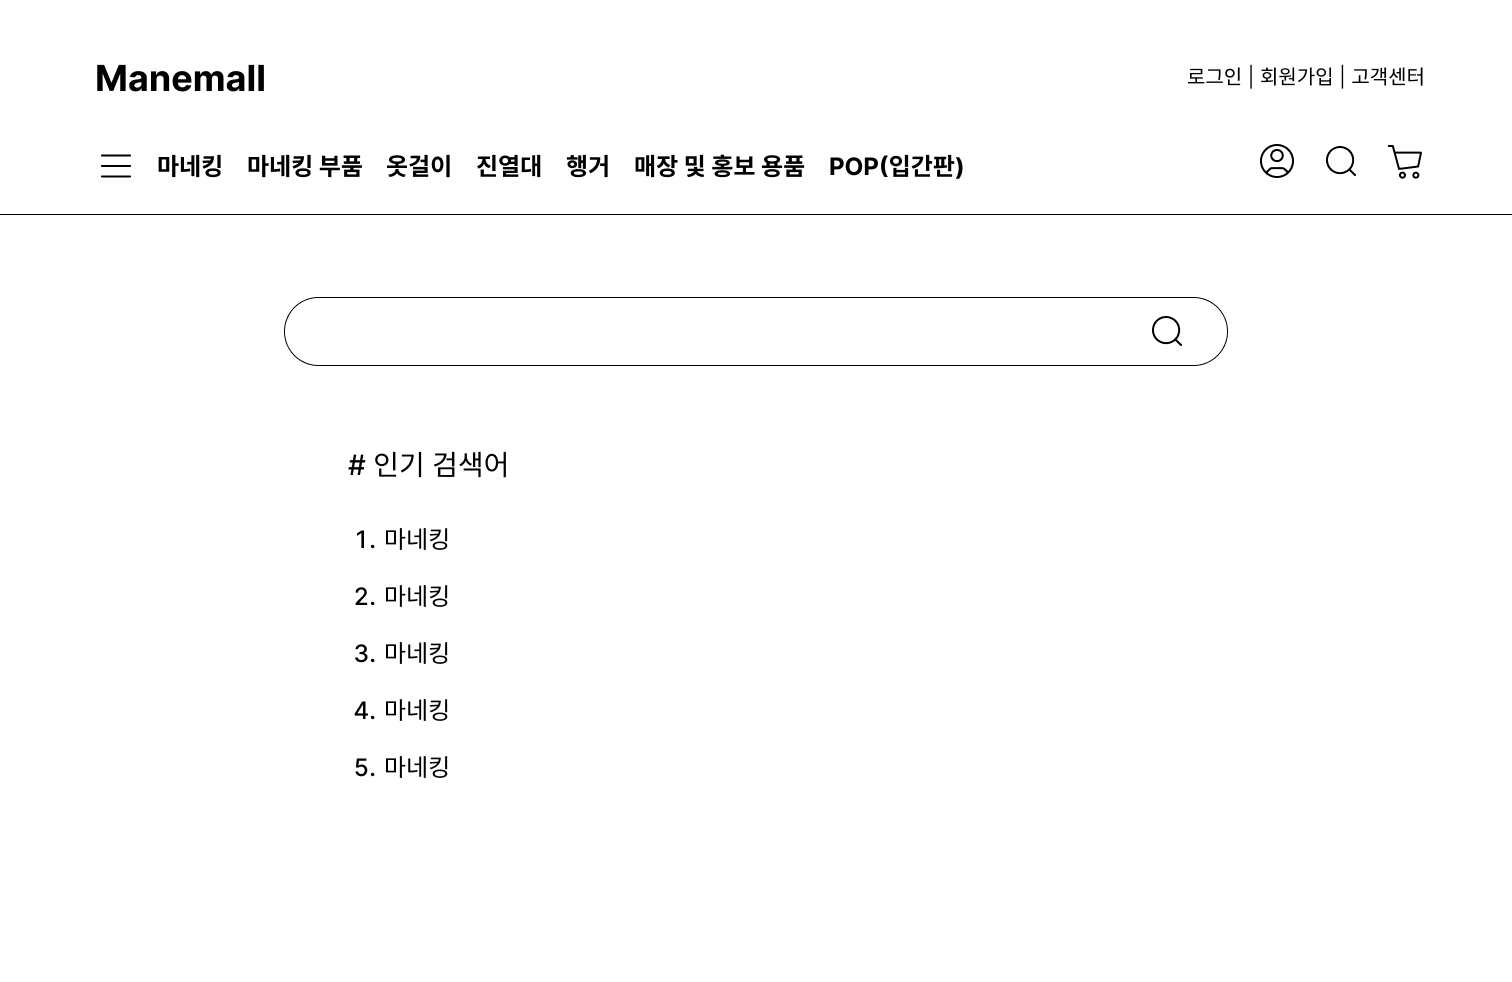 Manemall
로그인 | 회원가입 | 고객센터
마네킹 마네킹 부품 옷걸이 진열대 행거 매장 및 홍보 용품 POP(입간판)
# 인기 검색어
1. 마네킹
2. 마네킹
3. 마네킹
4. 마네킹
5. 마네킹